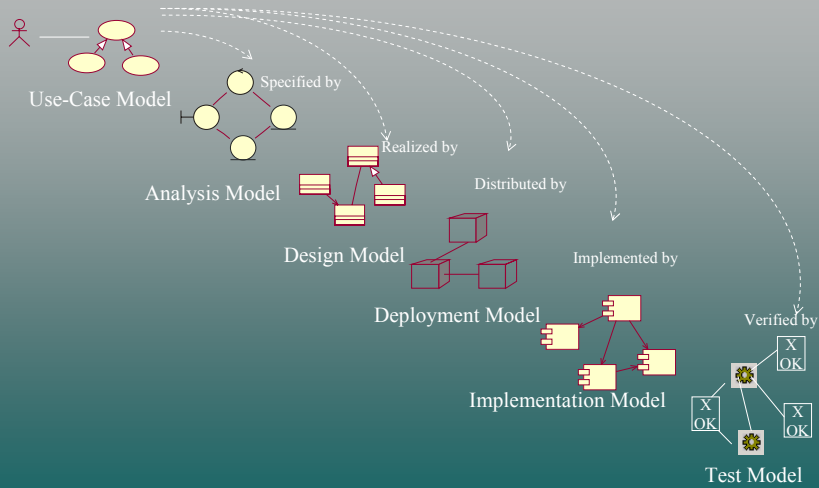 Use-Case Model
Specified by
Analysis Model
Realized by
Design Model
Distributed by
Deployment Model
Implemented by
Implementation Model
Verified by
X
OK
X
OK
X
OK
Test Model